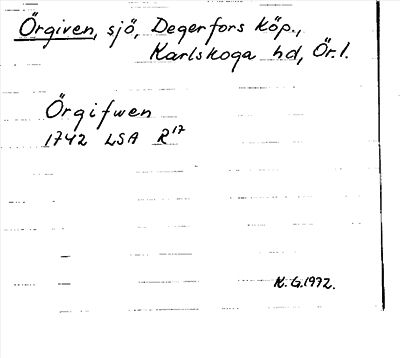 Örgiven, sjö, Degerfors köp.,
Karlskoga hd, Ör.l.
Örgifwen
1742 LSA R17
K.G.1972.